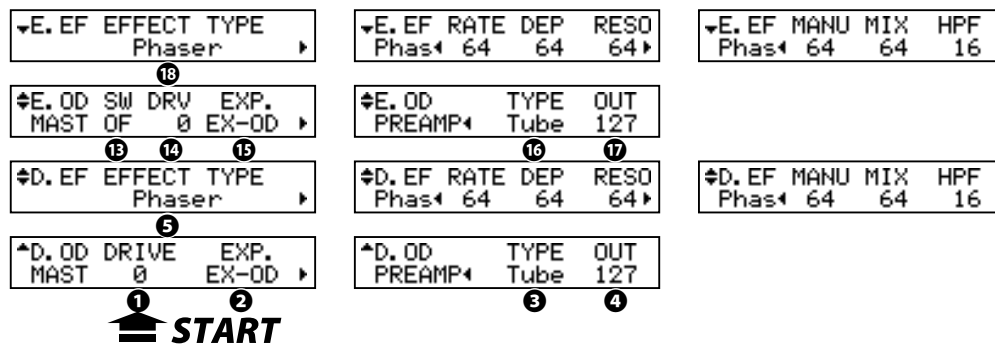 E.EF EFFECT TYPE
Phaser
18
E.EF RATE DEP RESO
Phas 64 64 64
E.EF MANU MIX HPF
Phas 64 64 16
E.OD SW DRV EXP.
MAST OF 0 EX-OD
13 14 15
E.OD TYPE OUT
PREAMP Tube 127
16 17
D.EF EFFECT TYPE
Phaser
5
D.EF RATE DEP RESO
Phas 64 64 64
D.EF MANU MIX HPF
Phas 64 64 16
D.OD DRIVE EXP.
MAST 0 EX-OD
1 2
D.OD TYPE OUT
PREAMP Tube 127
3 4
START